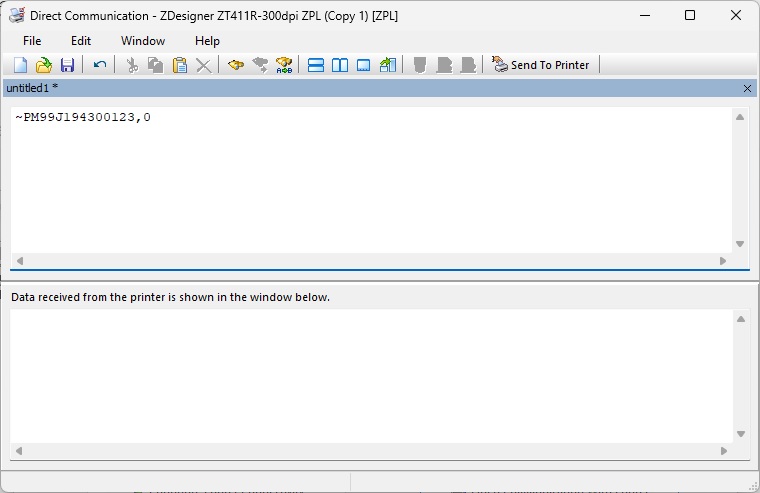 Direct Communication - ZDesigner ZT411R-300dpi ZPL (Copy 1) [ZPL]
File Edit Window Help
Send To Printer
untitled1 *
~PM99J194300123,0
Data received from the printer is shown in the window below.